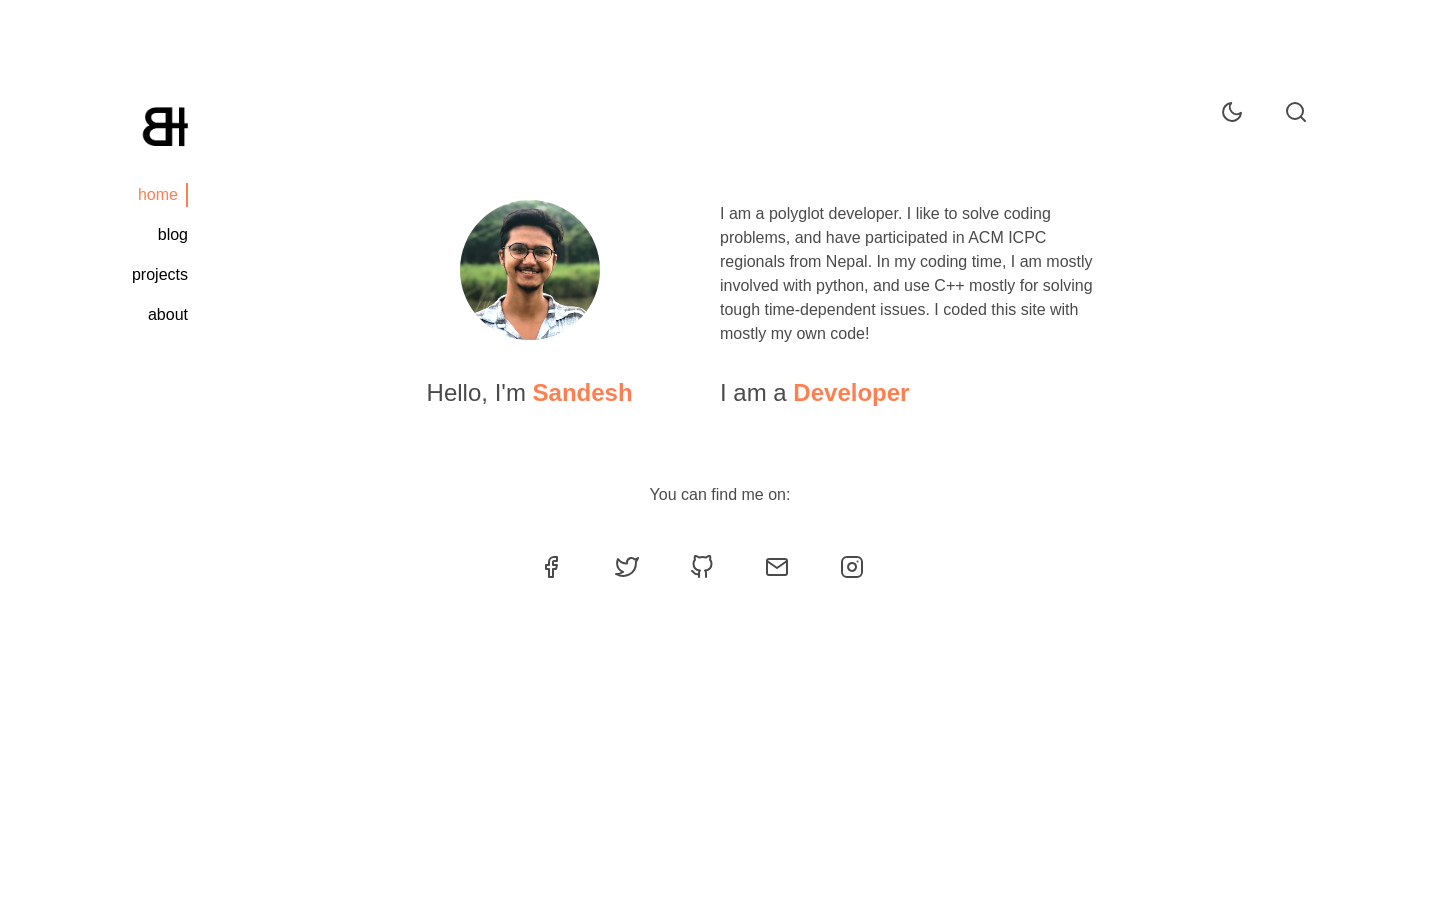 home
blog
projects
about
I am a polyglot developer. I like to solve coding
problems, and have participated in ACM ICPC
regionals from Nepal. In my coding time, I am mostly
involved with python, and use C++ mostly for solving
tough time-dependent issues. I coded this site with
mostly my own code!
Hello, I'm Sandesh
I am a Developer
You can find me on: